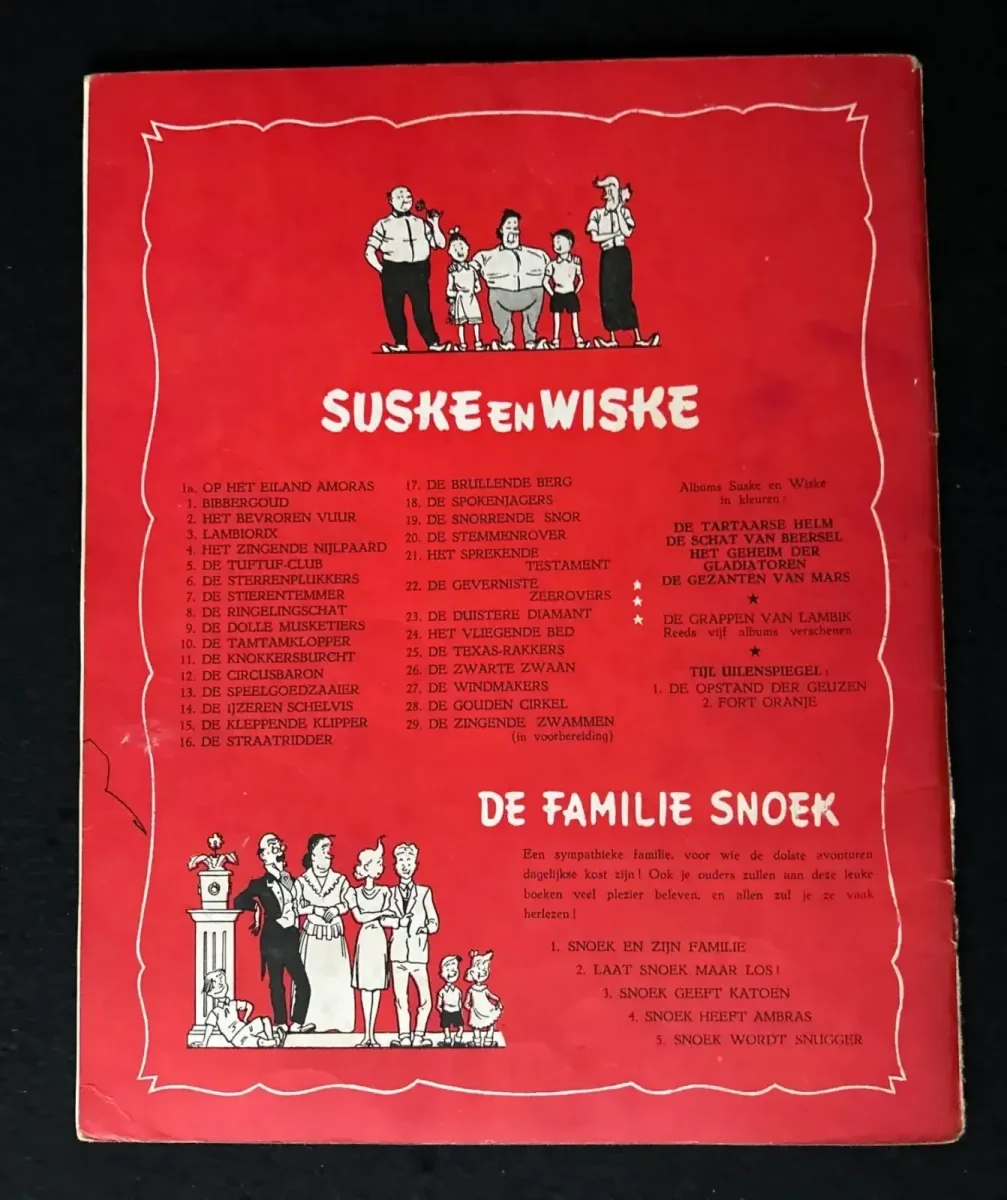 SUSKE EN WISKE
1a. OP HET EILAND AMORAS
1. BIBBERGOUD
2. HET BEVROREN VUUR
3. LAMBIORIX
4. HET ZINGENDE NIJLPAARD
5. DE TUFTUF-CLUB
6. DE STERRENPLUKKERS
7. DE STIERENTEMMER
8. DE RINGELINGSCHAT
9. DE DOLLE MUSKETIERS
10. DE TAMTAMKLOPPER
11. DE KNOKKERSBURCHT
12. DE CIRCUSBARON
13. DE SPEELGOEDZAAIER
14. DE IJZEREN SCHELVIS
15. DE KLEPPENDE KLIPPER
16. DE STRAATRIDDER
17. DE BRULLENDE BERG
18. DE SPOKENJAGERS
19. DE SNORRENDE SNOR
20. DE STEMMENROVER
21. HET SPREKENDE
TESTAMENT
22. DE GEVERNISTE
ZEEROVERS
23. DE DUISTERE DIAMANT
24. HET VLIEGENDE BED
25. DE TEXAS-RAKKERS
26. DE ZWARTE ZWAAN
27. DE WINDMAKERS
28. DE GOUDEN CIRKEL
29. DE ZINGENDE ZWAMMEN
(in voorbereiding)
Albums Suske en Wiske
in kleuren :
DE TARTAARSE HELM
DE SCHAT VAN BEERSEL
HET GEHEIM DER
GLADIATOREN
DE GEZANTEN VAN MARS
DE GRAPPEN VAN LAMBIK
Reeds vijf albums verschenen
TIJL UILENSPIEGEL :
1. DE OPSTAND DER GEUZEN
2. FORT ORANJE
DE FAMILIE SNOEK
Een sympathieke familie, voor wie de dolste avonturen
dagelijkse kost zijn ! Ook je ouders zullen aan deze leuke
boeken veel plezier beleven, en allen zul je ze vaak
herlezen !
1. SNOEK EN ZIJN FAMILIE
2. LAAT SNOEK MAAR LOS !
3. SNOEK GEEFT KATOEN
4. SNOEK HEEFT AMBRAS
5. SNOEK WORDT SNUGGER